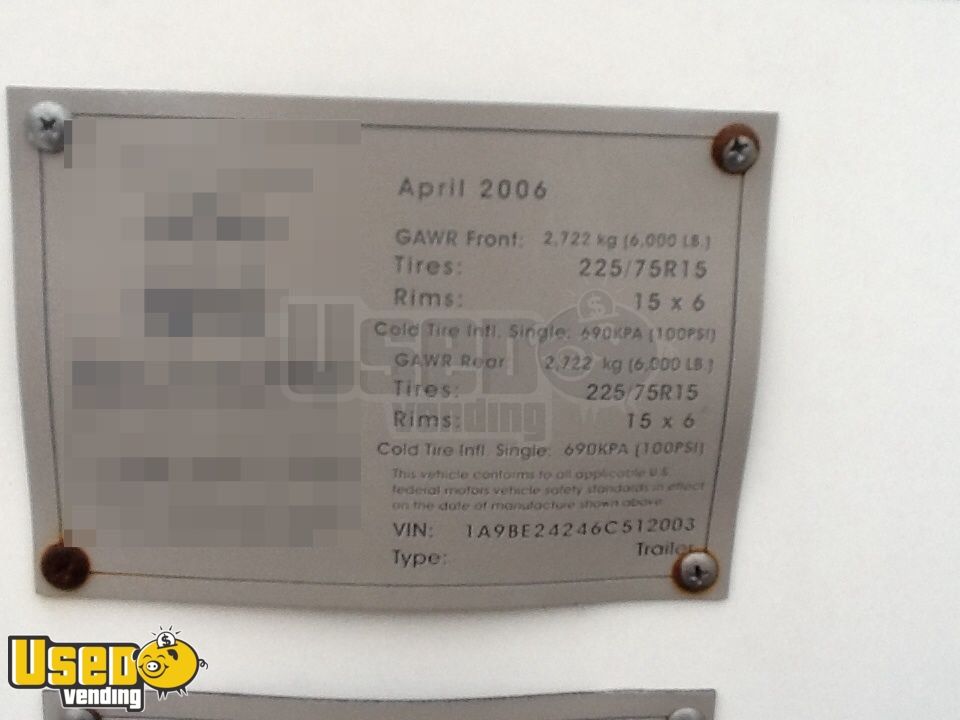 April 2006
GAWR Front: 2,722 kg (6,000 LB.)
Tires: 225/75R15
Rims: 15 x 6
Cold Tire Infl. Single: 690KPA (100PSI)
GAWR Rear 2,722 kg (6,000 LB.)
Tires: 225/75R15
Rims: 15 x 6
Cold Tire Infl. Single: 690KPA (100PSI)
This vehicle conforms to all applicable U.S.
federal motors vehicle safety standards in effect
on the date of manufacture shown above
VIN: 1A9BE24246C512003
Type: Trailer
USED
vending
USED
vending